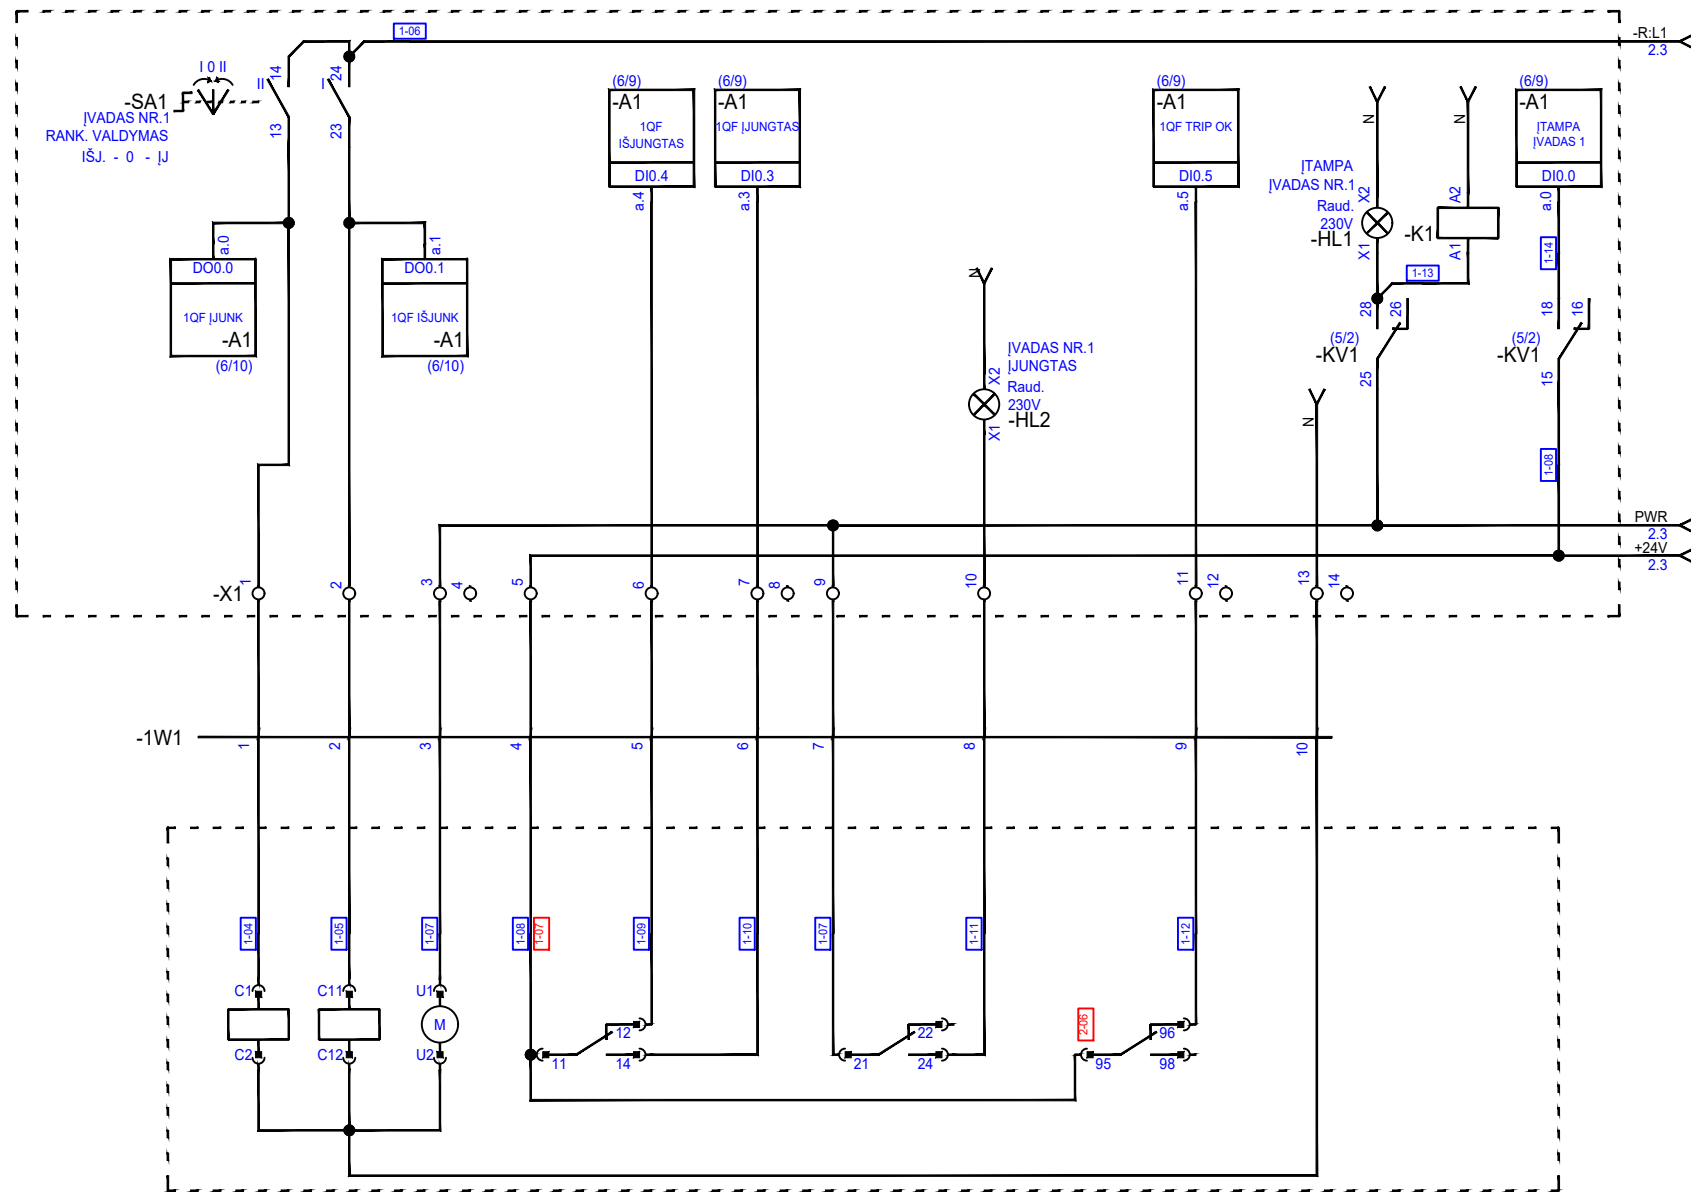 1-06
-R:L1
2.3
I 0 II
-SA1
ĮVADAS NR.1
RANK. VALDYMAS
IŠJ. - 0 - ĮJ
II
14
13
I
24
23
(6/9)
-A1
1QF
IŠJUNGTAS
DI0.4
a.4
(6/9)
-A1
1QF ĮJUNGTAS
DI0.3
a.3
(6/9)
-A1
1QF TRIP OK
DI0.5
a.5
N
N
ĮTAMPA
ĮVADAS NR.1
Raud.
230V
-HL1
X2
X1
-K1
A2
A1
1-13
(6/9)
-A1
ĮTAMPA
ĮVADAS 1
DI0.0
a.0
1-14
a.0
DO0.0
1QF ĮJUNK
-A1
(6/10)
a.1
DO0.1
1QF IŠJUNK
-A1
(6/10)
N
ĮVADAS NR.1
ĮJUNGTAS
Raud.
230V
-HL2
X2
X1
28
26
(5/2)
-KV1
25
18
16
(5/2)
-KV1
15
N
1-08
PWR
2.3
+24V
2.3
-X1
1
2
3
4
5
6
7
8
9
10
11
12
13
14
-1W1
1
2
3
4
5
6
7
8
9
10
1-04
1-05
1-07
1-08
1-07
1-09
1-10
1-07
1-11
1-12
C1
C11
U1
M
C2
C12
U2
12
11
14
22
21
24
2-06
96
95
98